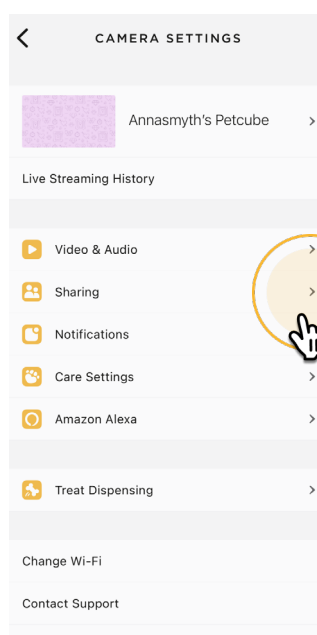 CAMERA SETTINGS
Annasmyth's Petcube
Live Streaming History
Video & Audio
Sharing
Notifications
Care Settings
Amazon Alexa
Treat Dispensing
Change Wi-Fi
Contact Support